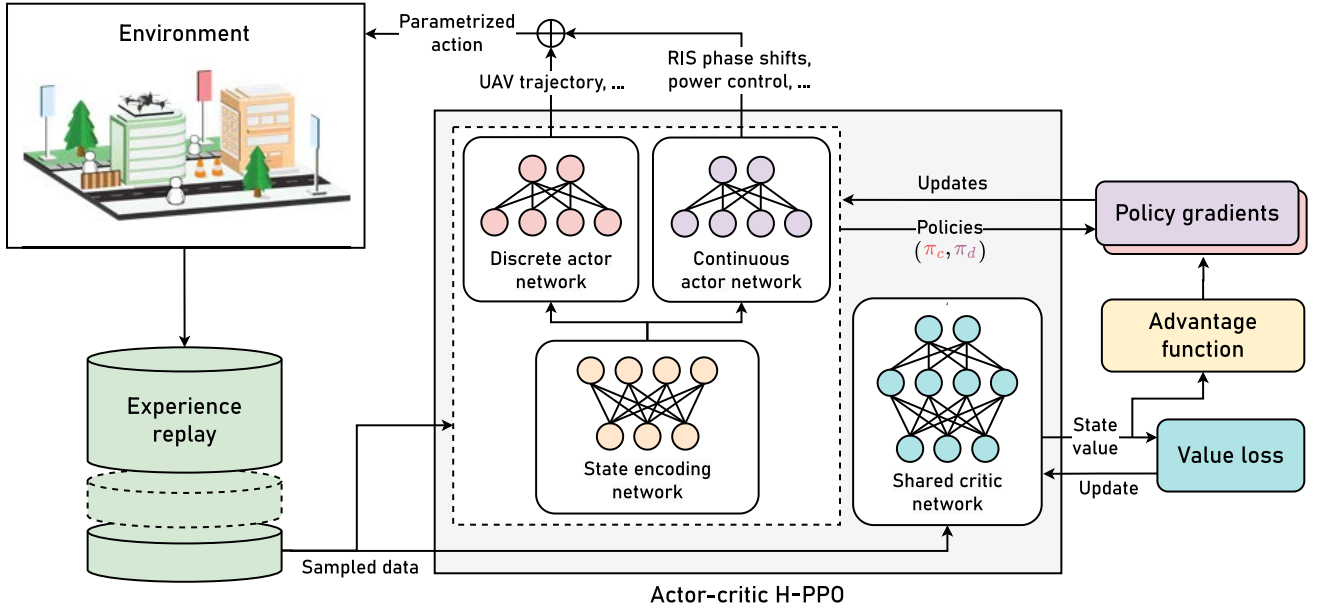 Environment
Parametrized
action
UAV trajectory, ...
RIS phase shifts,
power control, ...
Discrete actor
network
Continuous
actor network
State encoding
network
Shared critic
network
Updates
Policies
(π_c, π_d)
Policy gradients
Advantage
function
State
value
Value loss
Update
Experience
replay
Sampled data
Actor-critic H-PPO